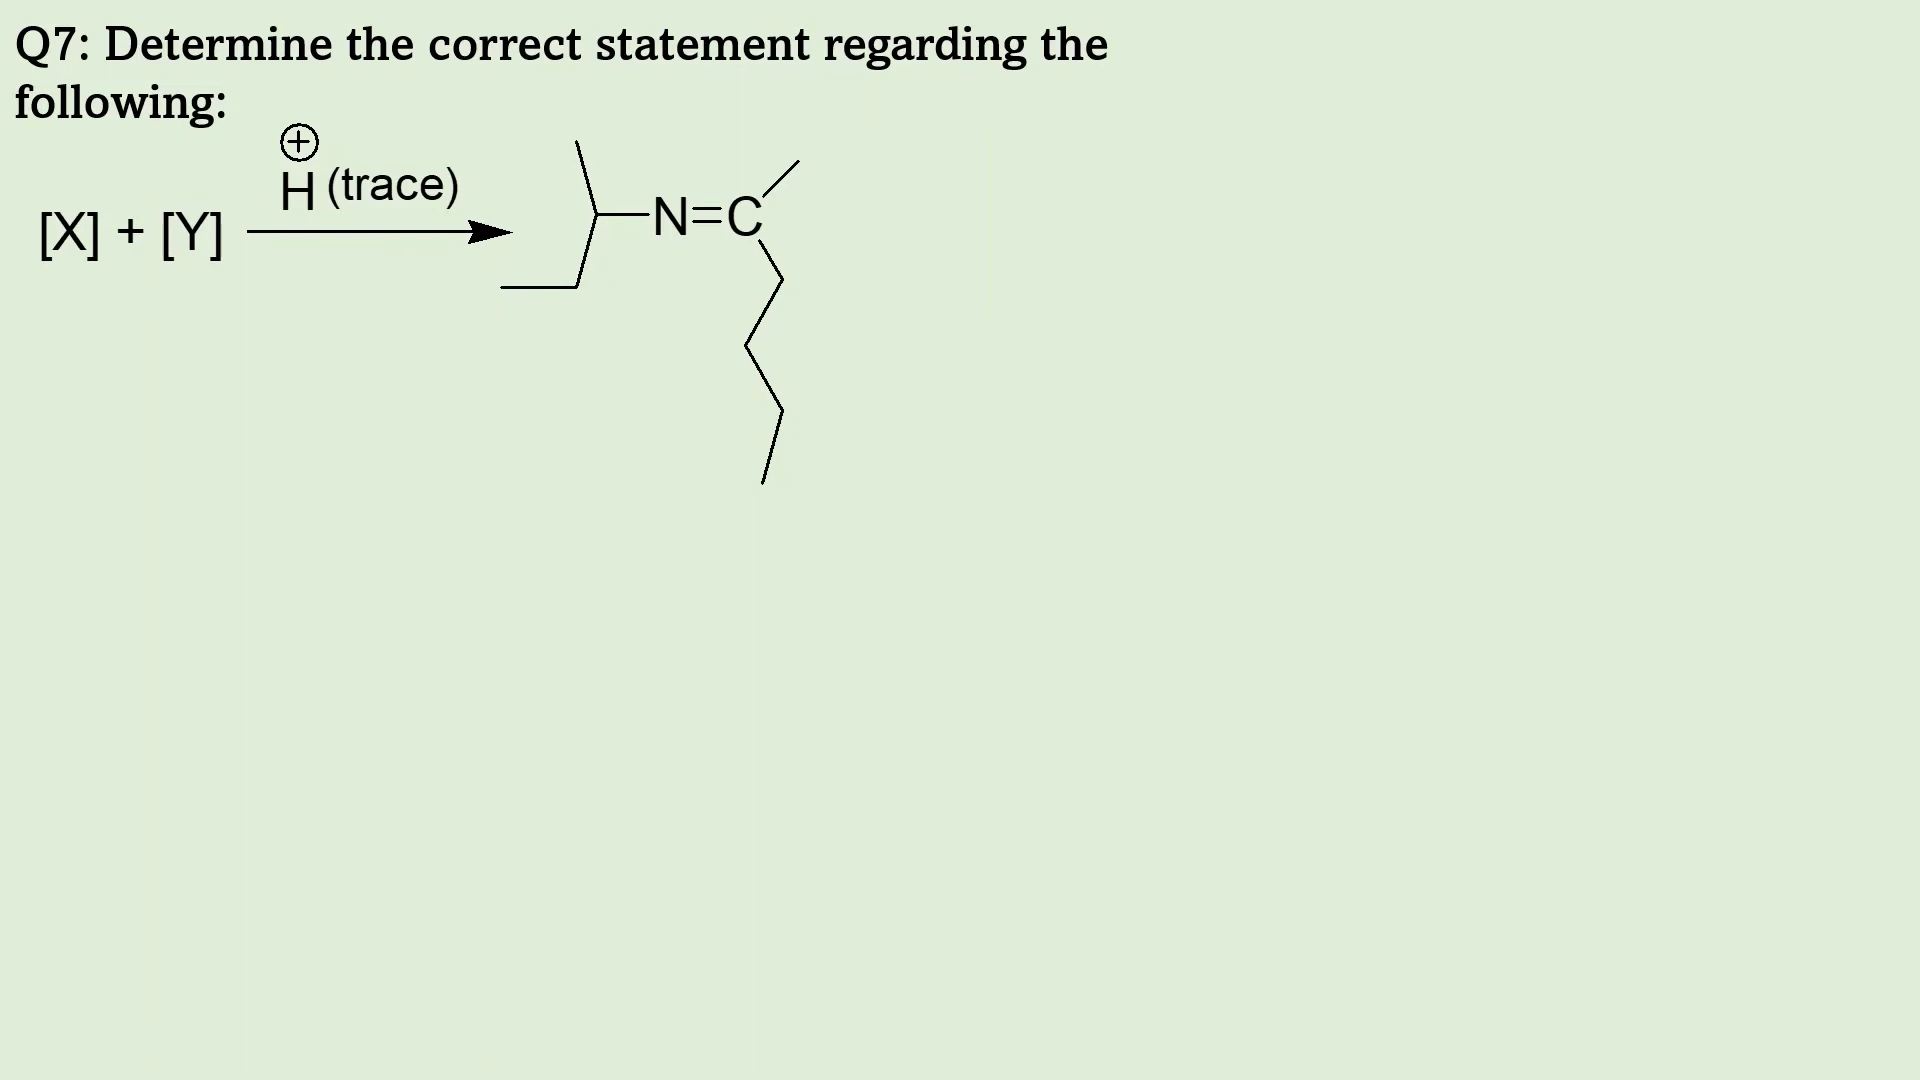 Q7: Determine the correct statement regarding the
following:
⊕
H (trace)
[X] + [Y]
N=C